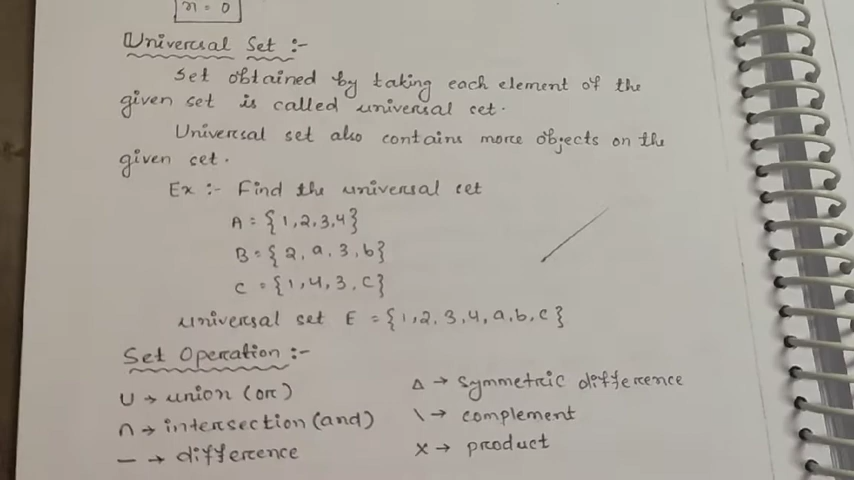 n = 0
Universal Set :-
Set obtained by taking each element of the
given set is called universal set.
Universal set also contains more objects on the
given set.
Ex :- Find the universal set
A = {1,2,3,4}
B = {2, a, 3, b}
C = {1,4,3,C}
universal set E = {1,2,3,4,a,b,c}
Set Operation :-
∪ → union (or)
∩ → intersection (and)
— → difference
Δ → symmetric difference
\ → complement
× → product